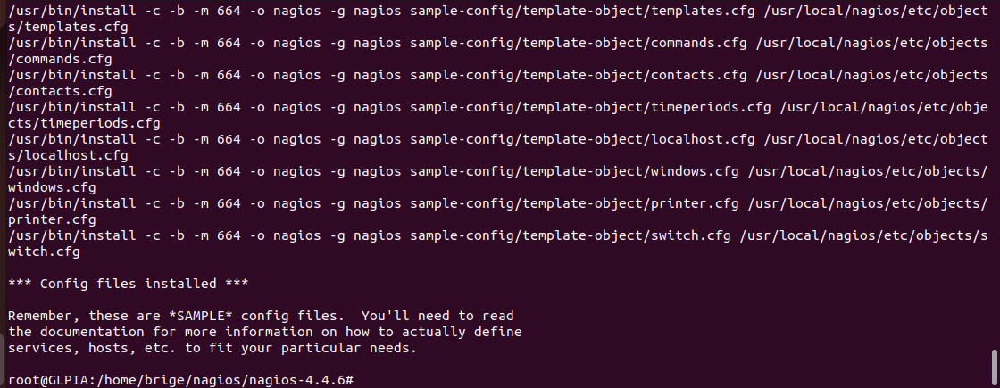 /usr/bin/install -c -b -m 664 -o nagios -g nagios sample-config/template-object/templates.cfg /usr/local/nagios/etc/object
s/templates.cfg
/usr/bin/install -c -b -m 664 -o nagios -g nagios sample-config/template-object/commands.cfg /usr/local/nagios/etc/objects
/commands.cfg
/usr/bin/install -c -b -m 664 -o nagios -g nagios sample-config/template-object/contacts.cfg /usr/local/nagios/etc/objects
/contacts.cfg
/usr/bin/install -c -b -m 664 -o nagios -g nagios sample-config/template-object/timeperiods.cfg /usr/local/nagios/etc/obje
cts/timeperiods.cfg
/usr/bin/install -c -b -m 664 -o nagios -g nagios sample-config/template-object/localhost.cfg /usr/local/nagios/etc/object
s/localhost.cfg
/usr/bin/install -c -b -m 664 -o nagios -g nagios sample-config/template-object/windows.cfg /usr/local/nagios/etc/objects/
windows.cfg
/usr/bin/install -c -b -m 664 -o nagios -g nagios sample-config/template-object/printer.cfg /usr/local/nagios/etc/objects/
printer.cfg
/usr/bin/install -c -b -m 664 -o nagios -g nagios sample-config/template-object/switch.cfg /usr/local/nagios/etc/objects/s
witch.cfg
*** Config files installed ***
Remember, these are *SAMPLE* config files.  You'll need to read
the documentation for more information on how to actually define
services, hosts, etc. to fit your particular needs.
root@GLPIA:/home/brige/nagios/nagios-4.4.6#